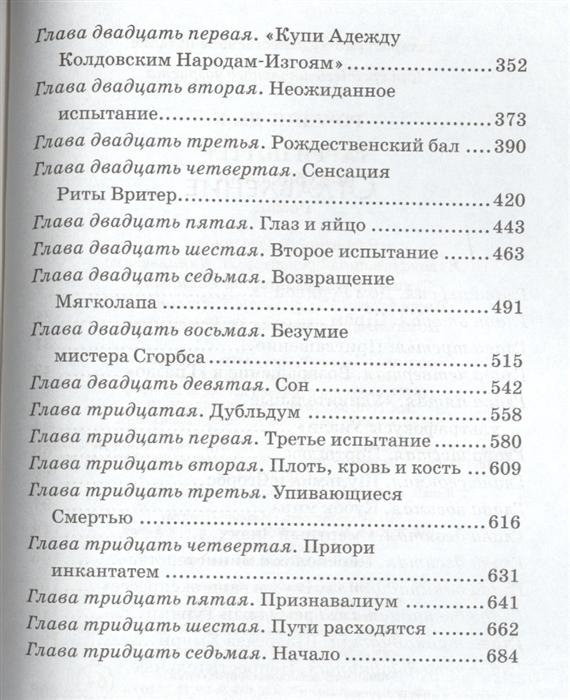 Глава двадцать первая. «Купи Адежду
Колдовским Народам-Изгоям» 352
Глава двадцать вторая. Неожиданное
испытание 373
Глава двадцать третья. Рождественский бал 390
Глава двадцать четвертая. Сенсация
Риты Вритер 420
Глава двадцать пятая. Глаз и яйцо 443
Глава двадцать шестая. Второе испытание 463
Глава двадцать седьмая. Возвращение
Мягколапа 491
Глава двадцать восьмая. Безумие
мистера Сгорбса 515
Глава двадцать девятая. Сон 542
Глава тридцатая. Дубльдум 558
Глава тридцать первая. Третье испытание 580
Глава тридцать вторая. Плоть, кровь и кость 609
Глава тридцать третья. Упивающиеся
Смертью 616
Глава тридцать четвертая. Приори
инкантатем 631
Глава тридцать пятая. Признавалиум 641
Глава тридцать шестая. Пути расходятся 662
Глава тридцать седьмая. Начало 684